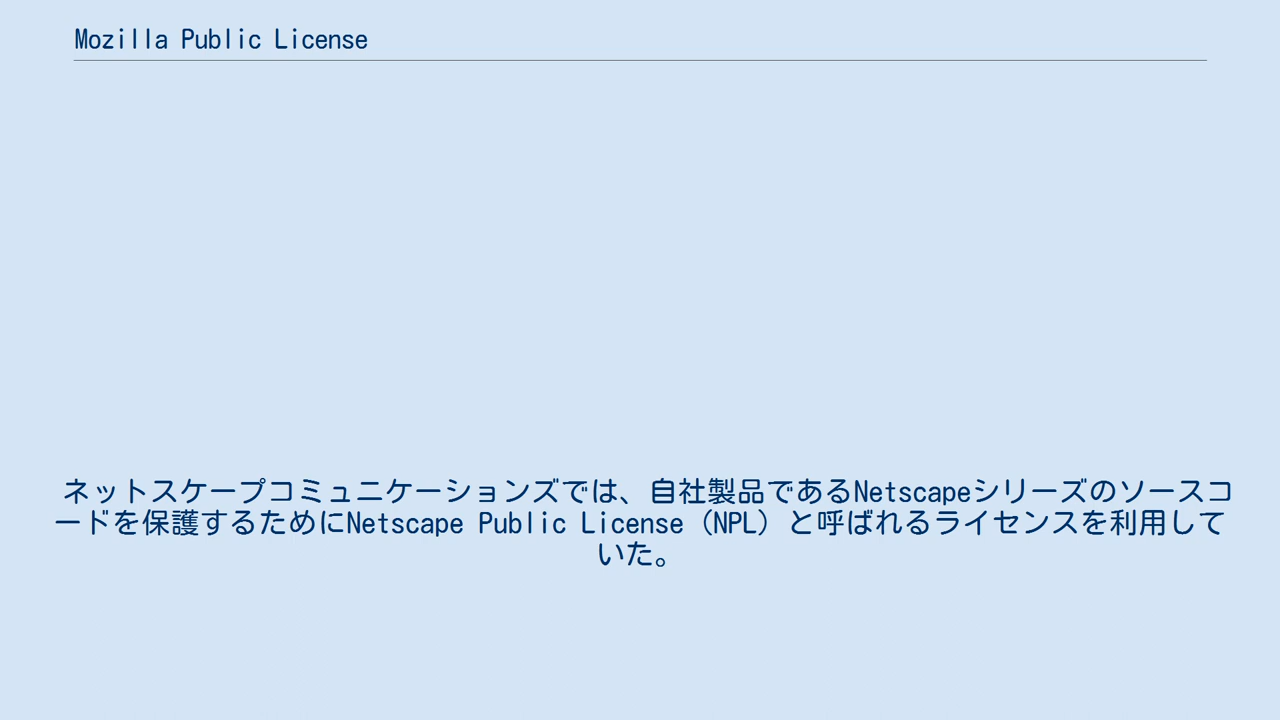 Mozilla Public License
ネットスケープコミュニケーションズでは、自社製品であるNetscapeシリーズのソースコ
ードを保護するためにNetscape Public License（NPL）と呼ばれるライセンスを利用して
いた。